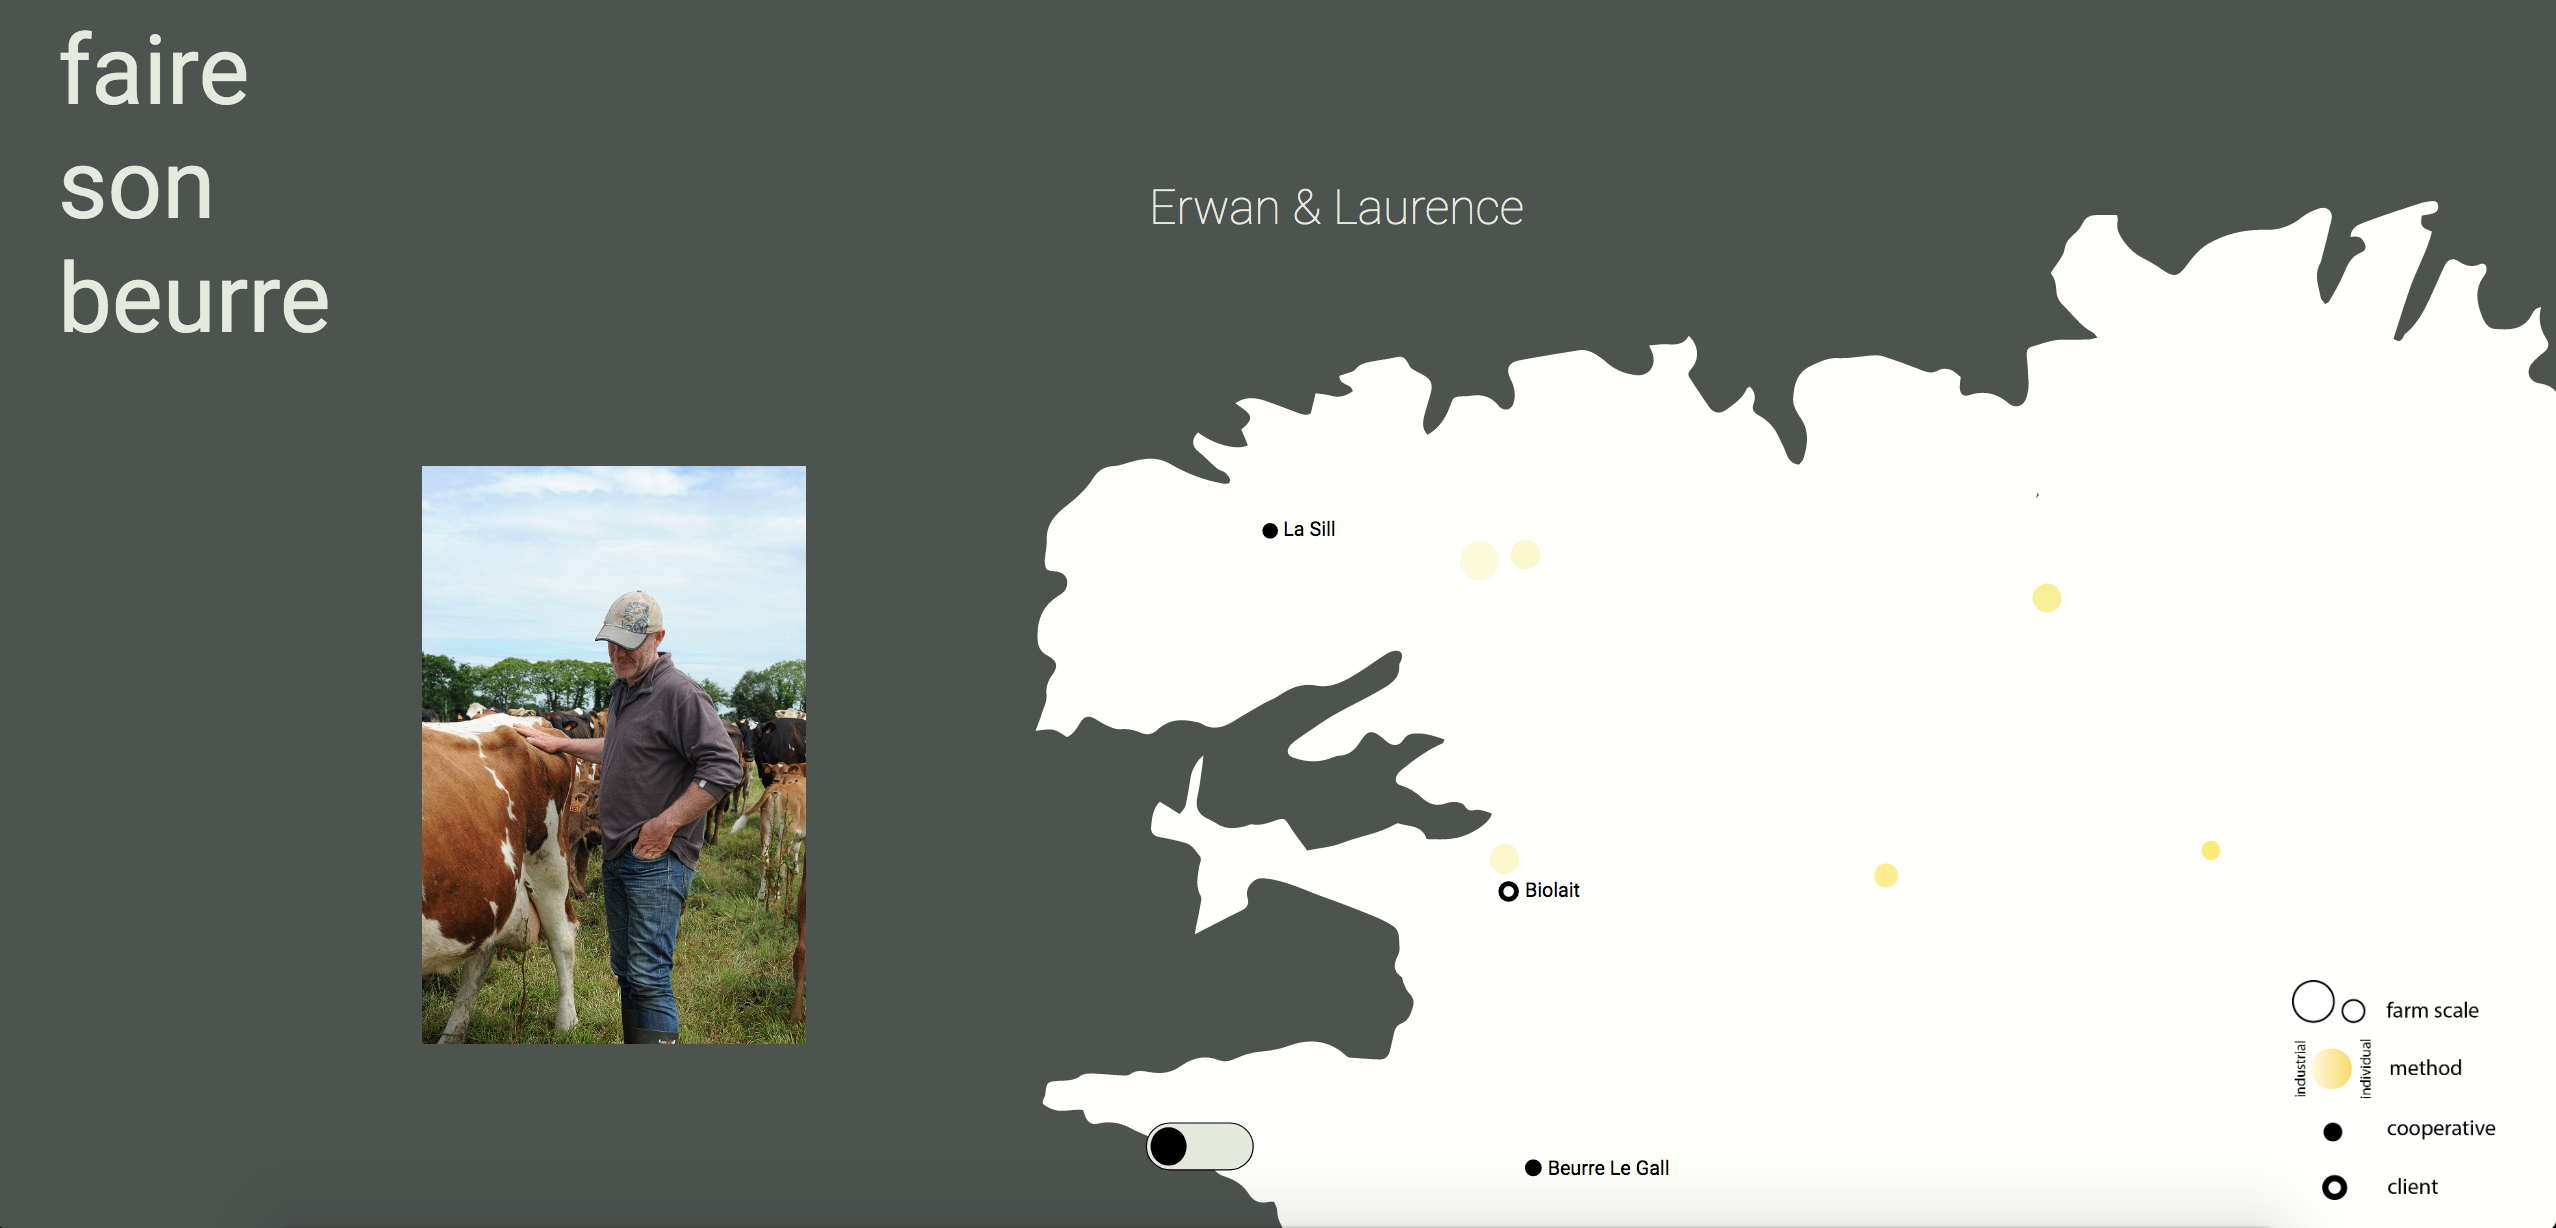 faire
son
beurre
Erwan & Laurence
La Sill
Biolait
Beurre Le Gall
farm scale
industrial
individual
method
cooperative
client